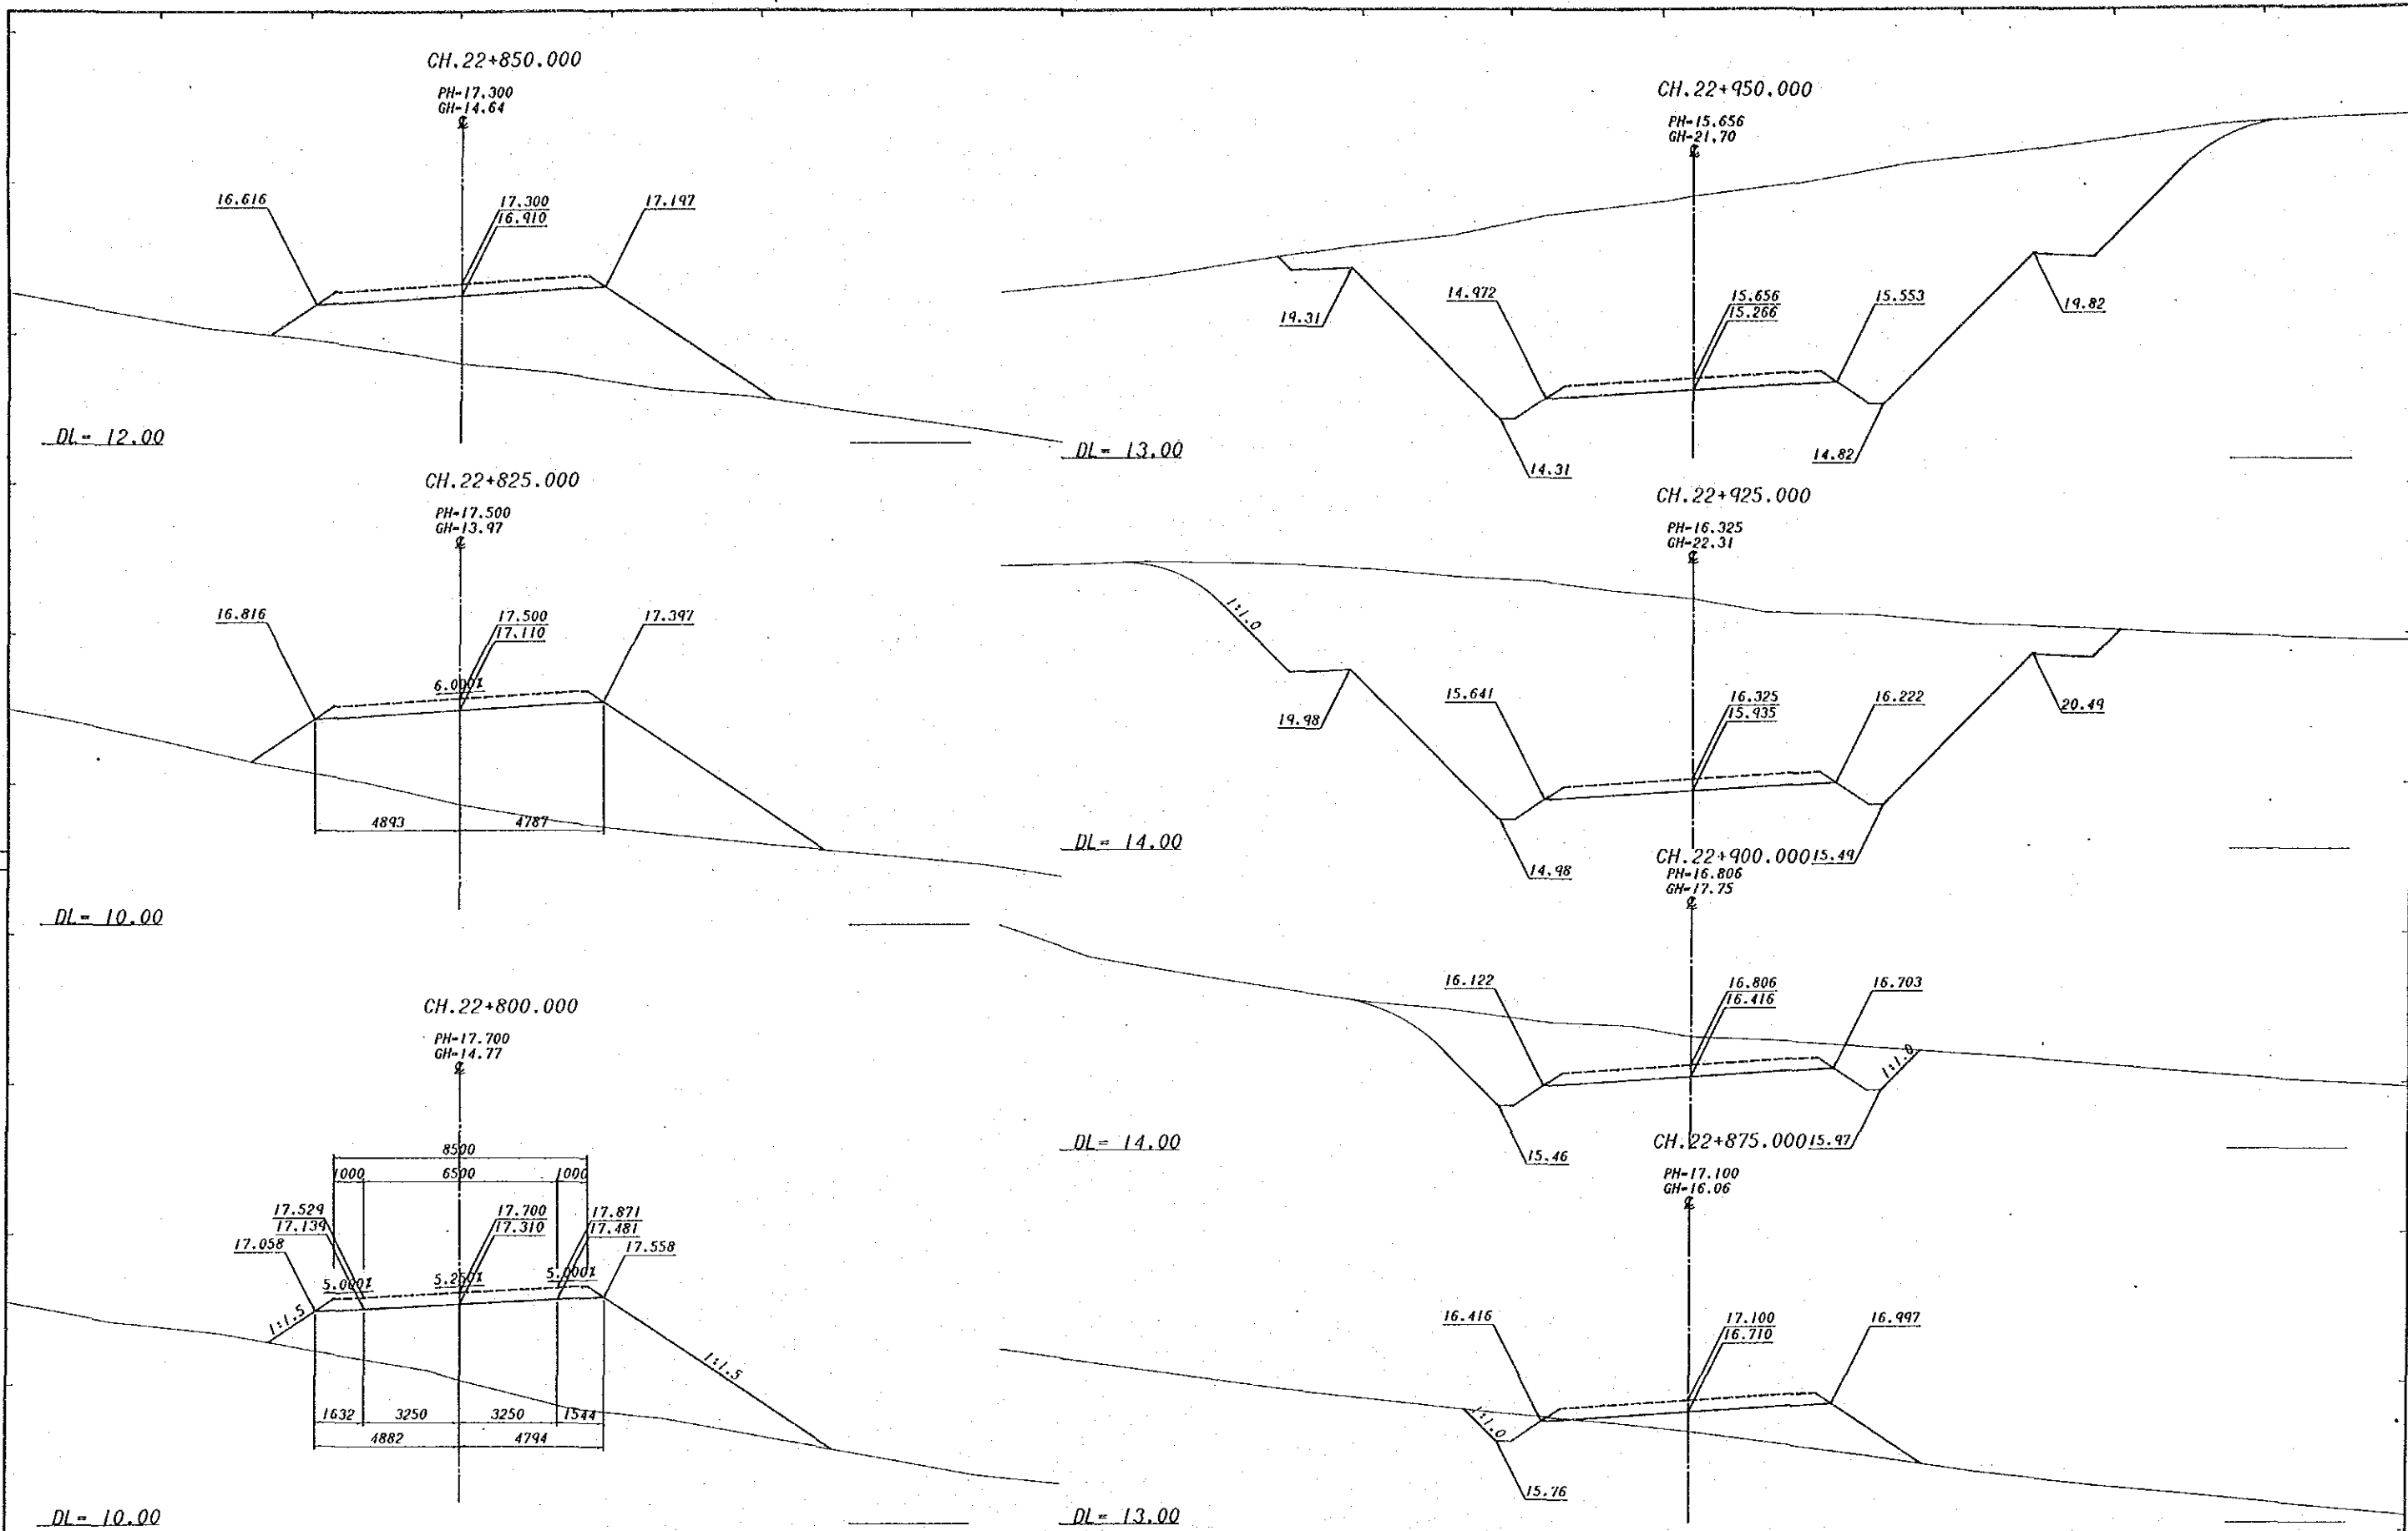 CH.22+850.000
PH=17.300
GH=14.64
16.616
17.300
16.910
17.197
DL= 12.00
CH.22+825.000
PH=17.500
GH=13.97
16.816
17.500
17.110
17.397
6.000%
4893
4787
DL= 10.00
CH.22+800.000
PH=17.700
GH=14.77
8500
1000
6500
1000
17.529
17.139
17.058
17.700
17.310
17.871
17.481
17.558
5.000%
5.250%
5.000%
1:1.5
1:1.5
1632
3250
3250
1544
4882
4794
DL= 10.00
CH.22+950.000
PH=15.656
GH=21.70
19.31
14.972
15.656
15.266
15.553
19.82
14.31
14.82
DL= 13.00
CH.22+925.000
PH=16.325
GH=22.31
1:1.0
19.98
15.641
16.325
15.935
16.222
20.49
14.98
15.49
DL= 14.00
CH.22+900.000
PH=16.806
GH=17.75
16.122
16.806
16.416
16.703
1:1.0
15.46
15.97
DL= 14.00
CH.22+875.000
PH=17.100
GH=16.06
16.416
17.100
16.710
16.997
1:1.0
15.76
DL= 13.00